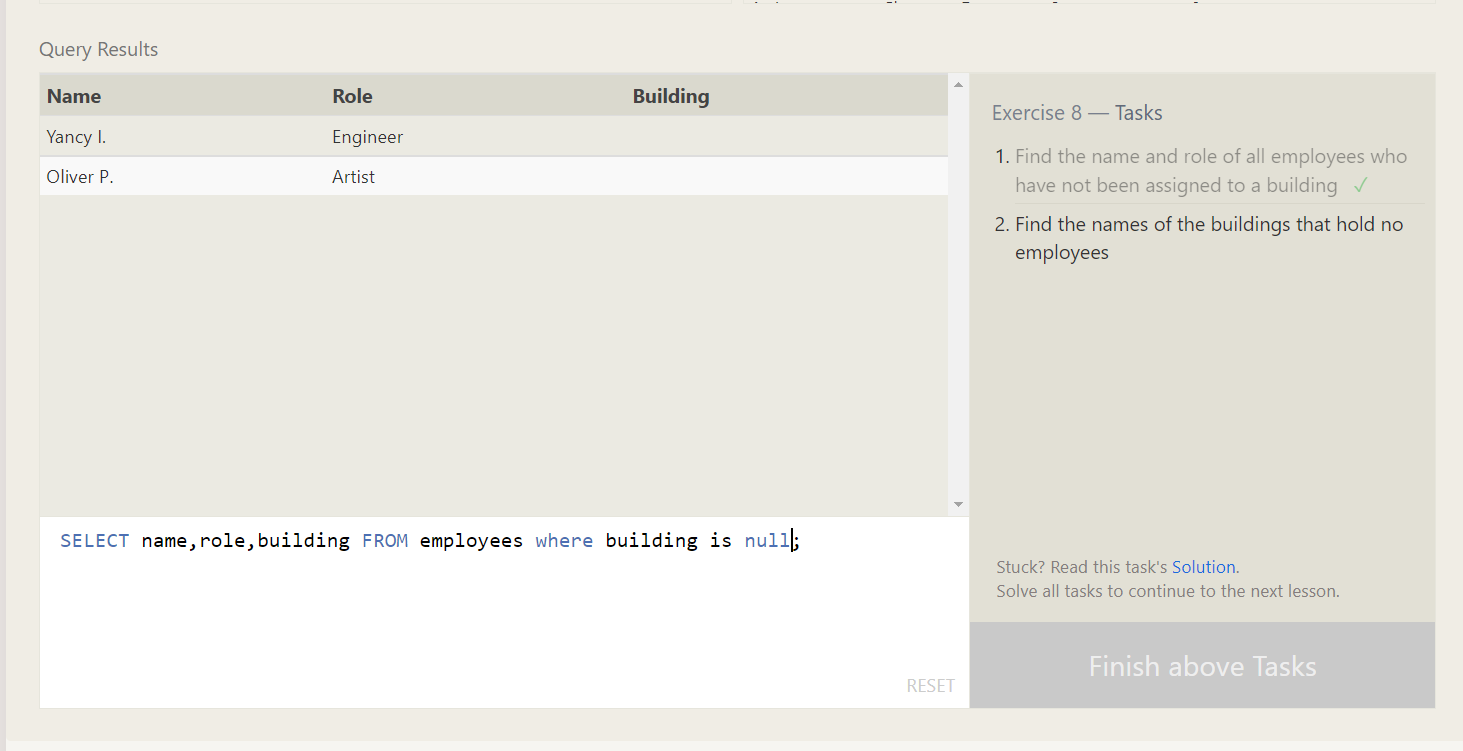 Query Results
Name Role Building
Yancy I. Engineer
Oliver P. Artist
SELECT name,role,building FROM employees where building is null;
RESET
Exercise 8 — Tasks
1. Find the name and role of all employees who
have not been assigned to a building ✓
2. Find the names of the buildings that hold no
employees
Stuck? Read this task's Solution.
Solve all tasks to continue to the next lesson.
Finish above Tasks